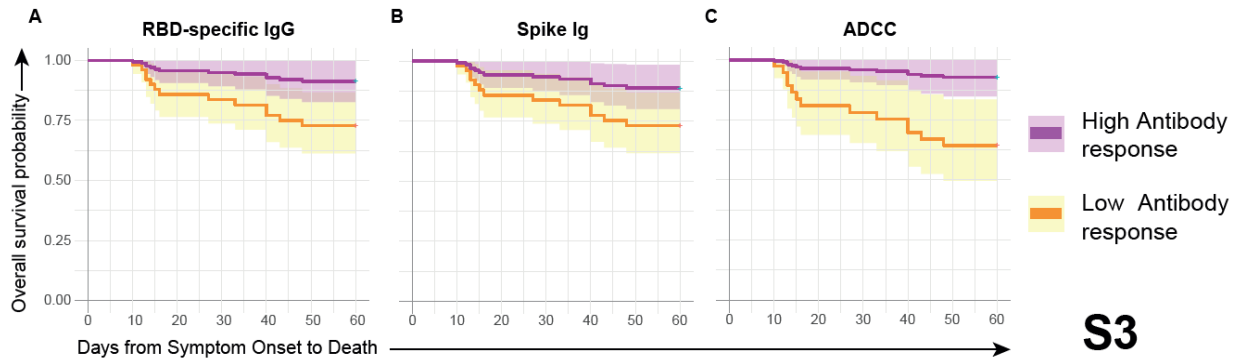 A
RBD-specific IgG
B
Spike Ig
C
ADCC
Overall survival probability
1.00
0.75
0.50
0.25
0.00
0 10 20 30 40 50 60
0 10 20 30 40 50 60
0 10 20 30 40 50 60
Days from Symptom Onset to Death
High Antibody
response
Low Antibody
response
S3